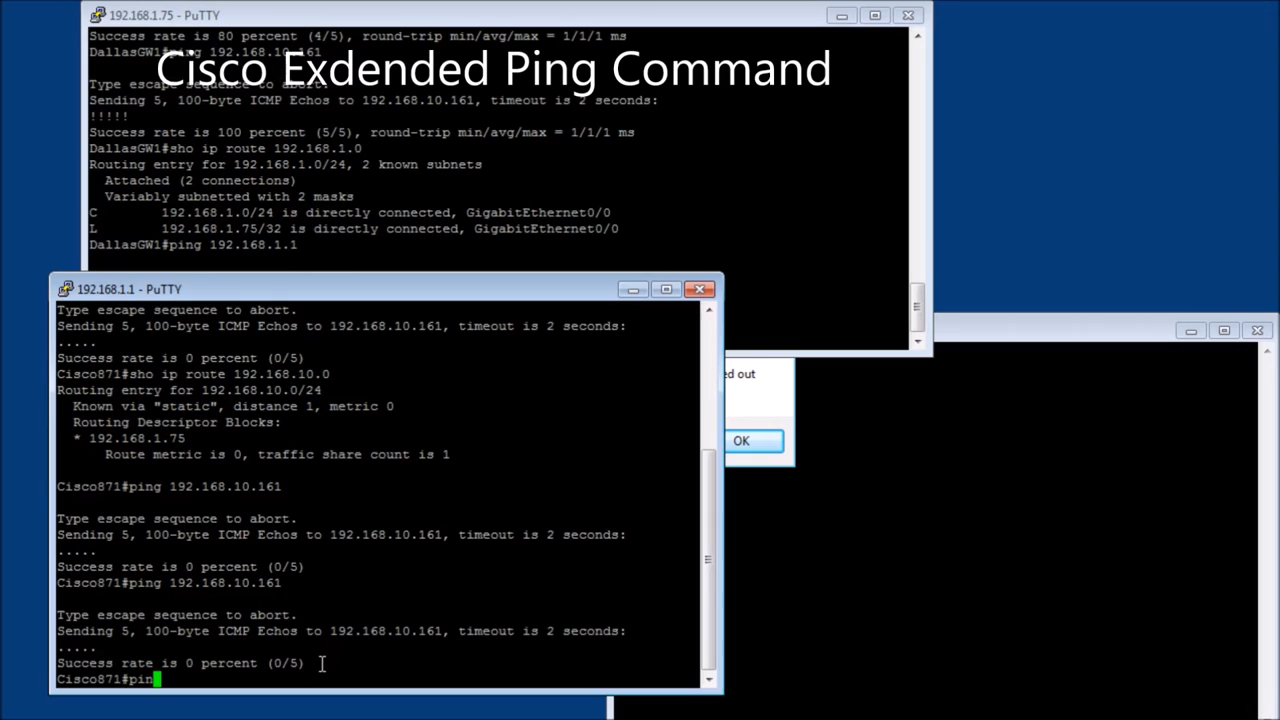 192.168.1.75 - PuTTY
Success rate is 80 percent (4/5), round-trip min/avg/max = 1/1/1 ms
DallasGW1#ping 192.168.10.161
Cisco Exdended Ping Command
Type escape sequence to abort.
Sending 5, 100-byte ICMP Echos to 192.168.10.161, timeout is 2 seconds:
!!!!!
Success rate is 100 percent (5/5), round-trip min/avg/max = 1/1/1 ms
DallasGW1#sho ip route 192.168.1.0
Routing entry for 192.168.1.0/24, 2 known subnets
Attached (2 connections)
Variably subnetted with 2 masks
C 192.168.1.0/24 is directly connected, GigabitEthernet0/0
L 192.168.1.75/32 is directly connected, GigabitEthernet0/0
DallasGW1#ping 192.168.1.1
192.168.1.1 - PuTTY
Type escape sequence to abort.
Sending 5, 100-byte ICMP Echos to 192.168.10.161, timeout is 2 seconds:
.....
Success rate is 0 percent (0/5)
Cisco871#sho ip route 192.168.10.0
Routing entry for 192.168.10.0/24
Known via "static", distance 1, metric 0
Routing Descriptor Blocks:
* 192.168.1.75
Route metric is 0, traffic share count is 1
Cisco871#ping 192.168.10.161
Type escape sequence to abort.
Sending 5, 100-byte ICMP Echos to 192.168.10.161, timeout is 2 seconds:
.....
Success rate is 0 percent (0/5)
Cisco871#ping 192.168.10.161
Type escape sequence to abort.
Sending 5, 100-byte ICMP Echos to 192.168.10.161, timeout is 2 seconds:
.....
Success rate is 0 percent (0/5)
Cisco871#pin
ed out
OK